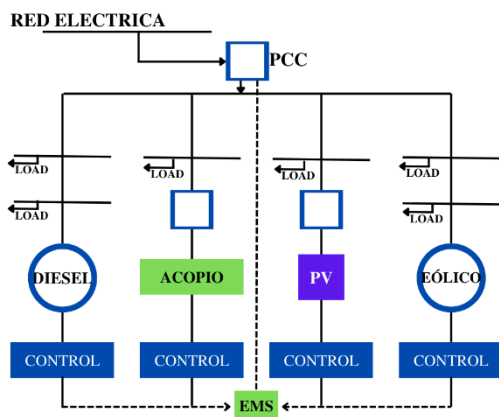 RED ELECTRICA
PCC
LOAD
LOAD
LOAD
LOAD
LOAD
LOAD
DIESEL
ACOPIO
PV
EÓLICO
CONTROL
CONTROL
CONTROL
CONTROL
EMS